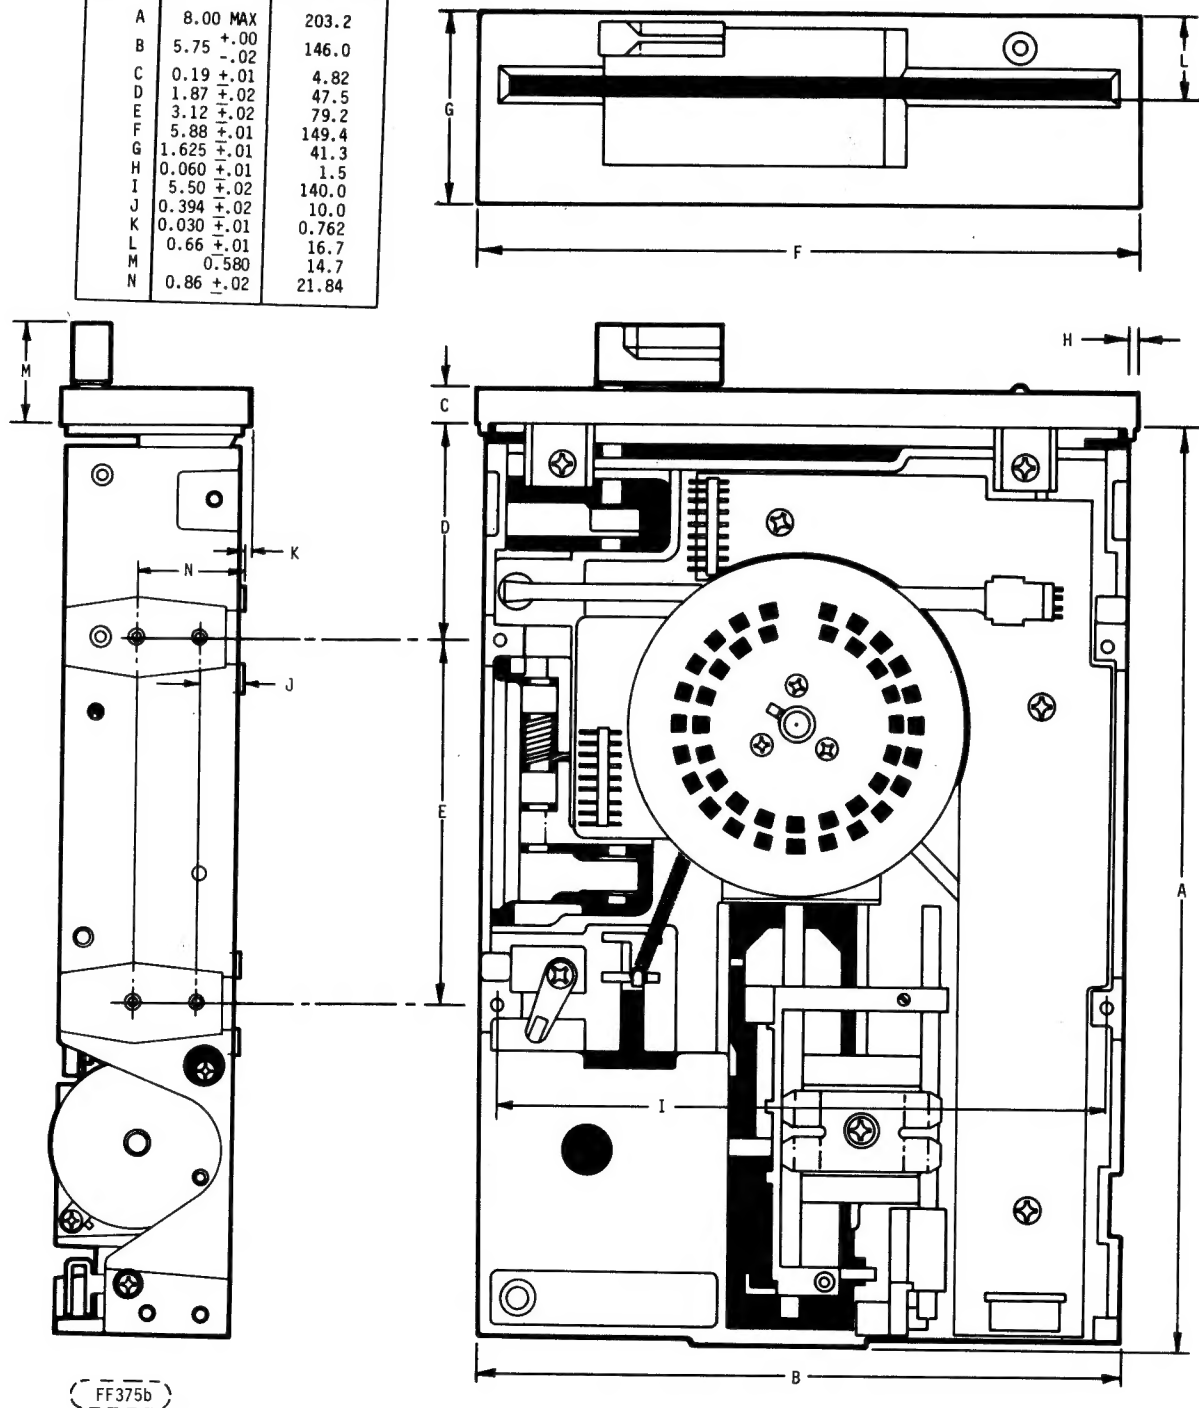 A 8.00 MAX 203.2
B 5.75 +.00 -.02 146.0
C 0.19 ±.01 4.82
D 1.87 ±.02 47.5
E 3.12 ±.02 79.2
F 5.88 ±.01 149.4
G 1.625 ±.01 41.3
H 0.060 ±.01 1.5
I 5.50 ±.02 140.0
J 0.394 ±.02 10.0
K 0.030 ±.01 0.762
L 0.66 ±.01 16.7
M 0.580 14.7
N 0.86 ±.02 21.84
G
L
F
M
C
H
D
K
N
J
E
A
I
B
FF375b